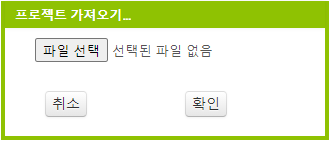 프로젝트 가져오기...
파일 선택 선택된 파일 없음
취소 확인